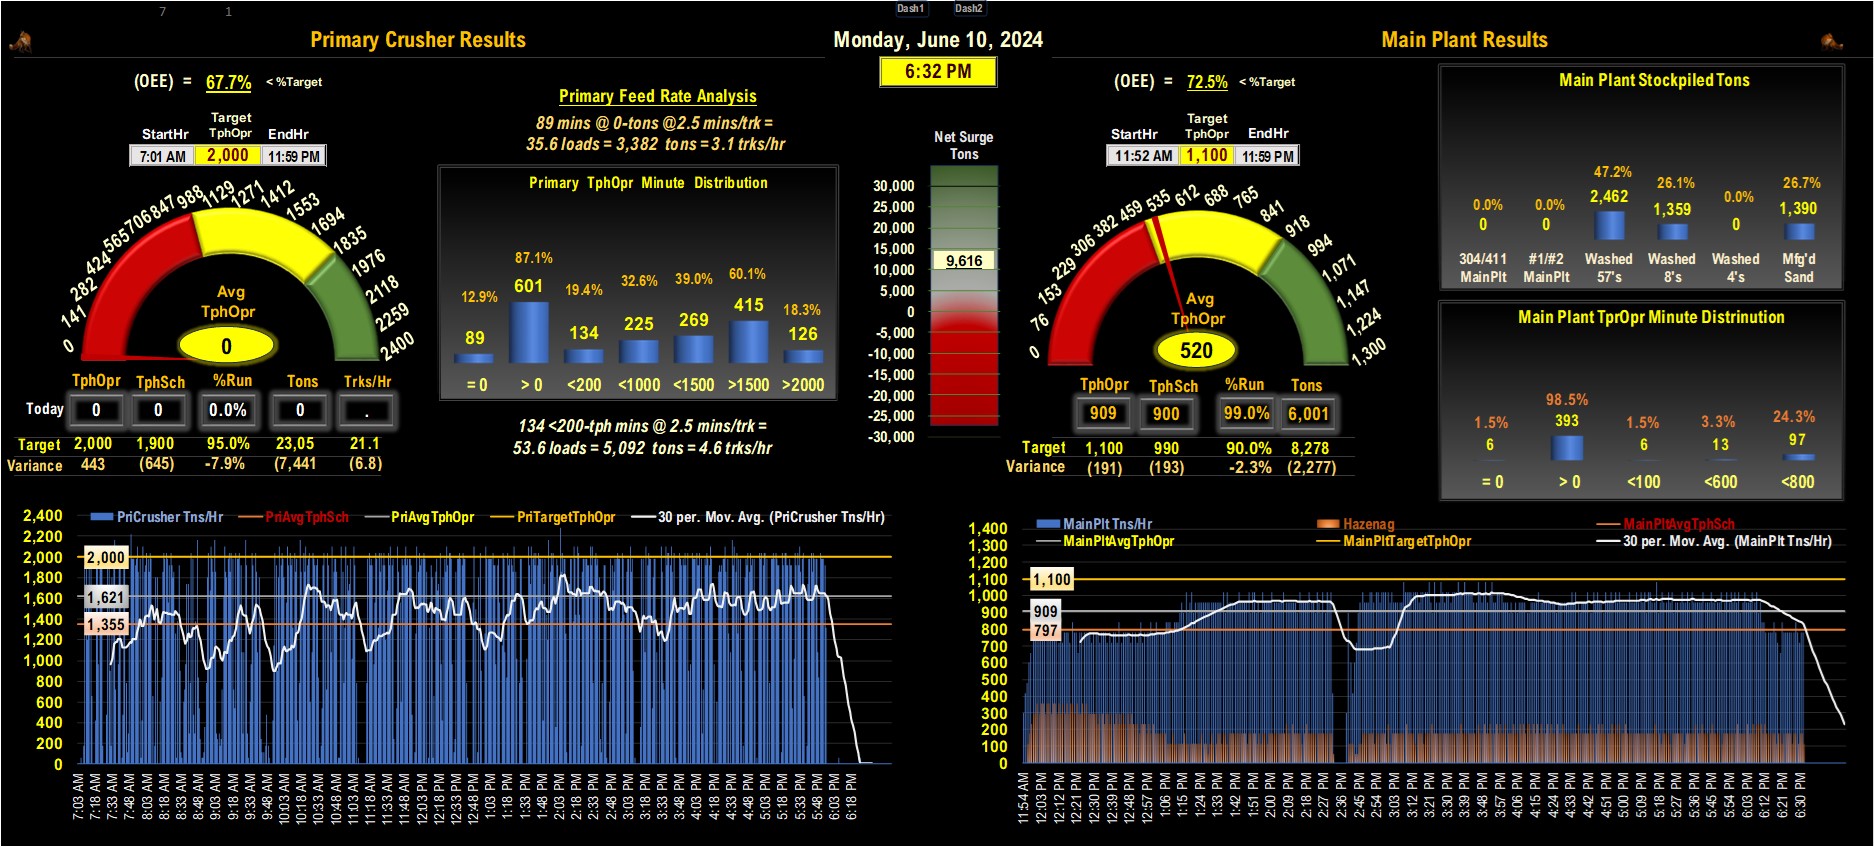 7 1
Dash1 Dash2
Primary Crusher Results
Monday, June 10, 2024
Main Plant Results
6:32 PM
(OEE) = 67.7% < %Target
Target
StartHr TphOpr EndHr
7:01 AM 2,000 11:59 PM
0 141 282 424 565 706 847 988 1129 1271 1412 1553 1694 1835 1976 2118 2259 2400
Avg
TphOpr
0
TphOpr TphSch %Run Tons Trks/Hr
Today 0 0 0.0% 0 .
Target 2,000 1,900 95.0% 23,05 21.1
Variance 443 (645) -7.9% (7,441 (6.8)
Primary Feed Rate Analysis
89 mins @ 0-tons @2.5 mins/trk =
35.6 loads = 3,382 tons = 3.1 trks/hr
Primary TphOpr Minute Distribution
12.9% 87.1% 19.4% 32.6% 39.0% 60.1% 18.3%
89 601 134 225 269 415 126
= 0 > 0 <200 <1000 <1500 >1500 >2000
134 <200-tph mins @ 2.5 mins/trk =
53.6 loads = 5,092 tons = 4.6 trks/hr
Net Surge
Tons
30,000
25,000
20,000
15,000
9,616
10,000
5,000
0
-5,000
-10,000
-15,000
-20,000
-25,000
-30,000
(OEE) = 72.5% < %Target
Target
StartHr TphOpr EndHr
11:52 AM 1,100 11:59 PM
0 76 153 229 306 382 459 535 612 688 765 841 918 994 1,071 1,147 1,224 1,300
Avg
TphOpr
520
TphOpr TphSch %Run Tons
909 900 99.0% 6,001
Target 1,100 990 90.0% 8,278
Variance (191) (193) -2.3% (2,277)
Main Plant Stockpiled Tons
0.0% 0.0% 47.2% 26.1% 0.0% 26.7%
0 0 2,462 1,359 0 1,390
304/411 #1/#2 Washed Washed Washed Mfg'd
MainPlt MainPlt 57's 8's 4's Sand
Main Plant TprOpr Minute Distrinution
1.5% 98.5% 1.5% 3.3% 24.3%
6 393 6 13 97
= 0 > 0 <100 <600 <800
PriCrusher Tns/Hr PriAvgTphSch PriAvgTphOpr PriTargetTphOpr 30 per. Mov. Avg. (PriCrusher Tns/Hr)
2,400
2,200
2,000
1,800
1,600
1,400
1,200
1,000
800
600
400
200
0
2,000
1,621
1,355
7:03 AM 7:18 AM 7:33 AM 7:48 AM 8:03 AM 8:18 AM 8:33 AM 8:48 AM 9:03 AM 9:18 AM 9:33 AM 9:48 AM 10:03 AM 10:18 AM 10:33 AM 10:48 AM 11:03 AM 11:18 AM 11:33 AM 11:48 AM 12:03 PM 12:18 PM 12:33 PM 12:48 PM 1:03 PM 1:18 PM 1:33 PM 1:48 PM 2:03 PM 2:18 PM 2:33 PM 2:48 PM 3:03 PM 3:18 PM 3:33 PM 3:48 PM 4:03 PM 4:18 PM 4:33 PM 4:48 PM 5:03 PM 5:18 PM 5:33 PM 5:48 PM 6:03 PM 6:18 PM
MainPlt Tns/Hr Hazenag MainPltAvgTphSch
MainPltAvgTphOpr MainPltTargetTphOpr 30 per. Mov. Avg. (MainPlt Tns/Hr)
1,400
1,300
1,200
1,100
1,000
900
800
700
600
500
400
300
200
100
0
1,100
909
797
11:54 AM 12:03 PM 12:12 PM 12:21 PM 12:30 PM 12:39 PM 12:48 PM 12:57 PM 1:06 PM 1:15 PM 1:24 PM 1:33 PM 1:42 PM 1:51 PM 2:00 PM 2:09 PM 2:18 PM 2:27 PM 2:36 PM 2:45 PM 2:54 PM 3:03 PM 3:12 PM 3:21 PM 3:30 PM 3:39 PM 3:48 PM 3:57 PM 4:06 PM 4:15 PM 4:24 PM 4:33 PM 4:42 PM 4:51 PM 5:00 PM 5:09 PM 5:18 PM 5:27 PM 5:36 PM 5:45 PM 5:54 PM 6:03 PM 6:12 PM 6:21 PM 6:30 PM